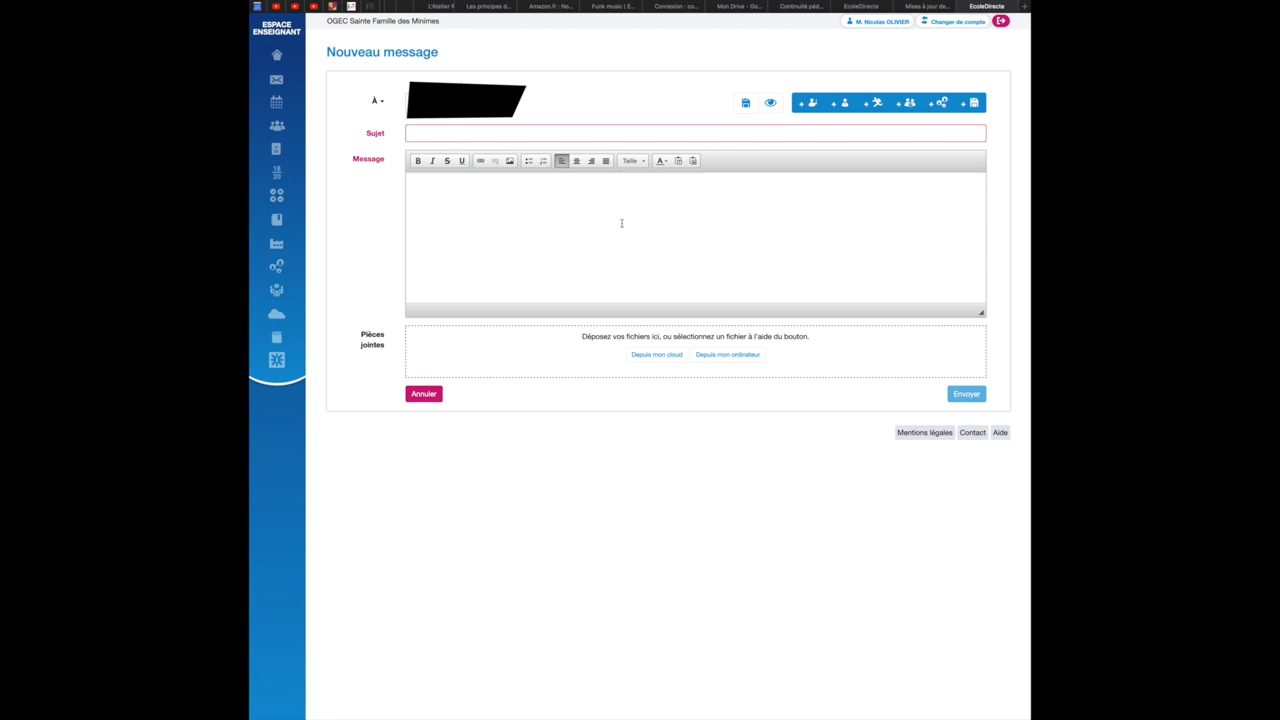 L'Atelier F
Les principes d...
Amazon.fr : No...
Funk music | E...
Connexion : co...
Mon Drive - Go...
Continuité péd...
EcoleDirecte
Mises à jour de...
EcoleDirecte
ESPACE
ENSEIGNANT
OGEC Sainte Famille des Minimes
M. Nicolas OLIVIER
Changer de compte
Nouveau message
À
Sujet
Message
B I S U
Taille
A
18
20
Pièces
jointes
Déposez vos fichiers ici, ou sélectionnez un fichier à l'aide du bouton.
Depuis mon cloud
Depuis mon ordinateur
Annuler
Envoyer
Mentions légales
Contact
Aide